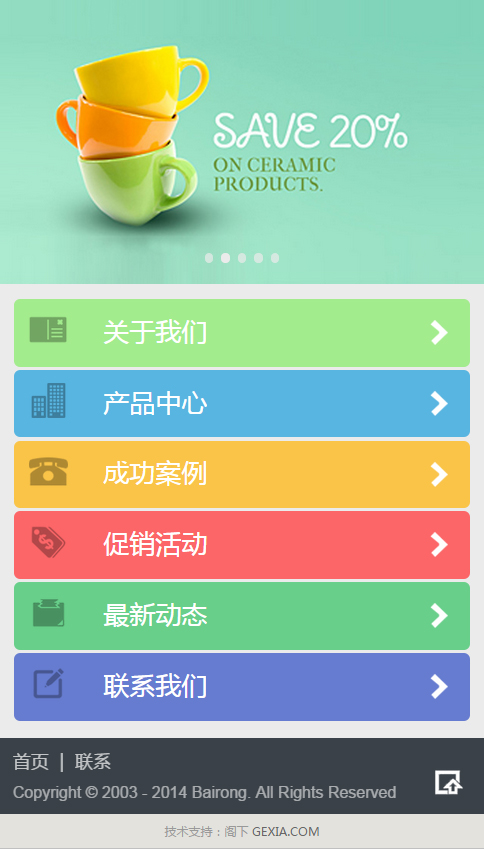 SAVE 20%
ON CERAMIC
PRODUCTS.
关于我们
产品中心
成功案例
促销活动
最新动态
联系我们
首页 | 联系
Copyright © 2003 - 2014 Bairong. All Rights Reserved
技术支持：阁下 GEXIA.COM